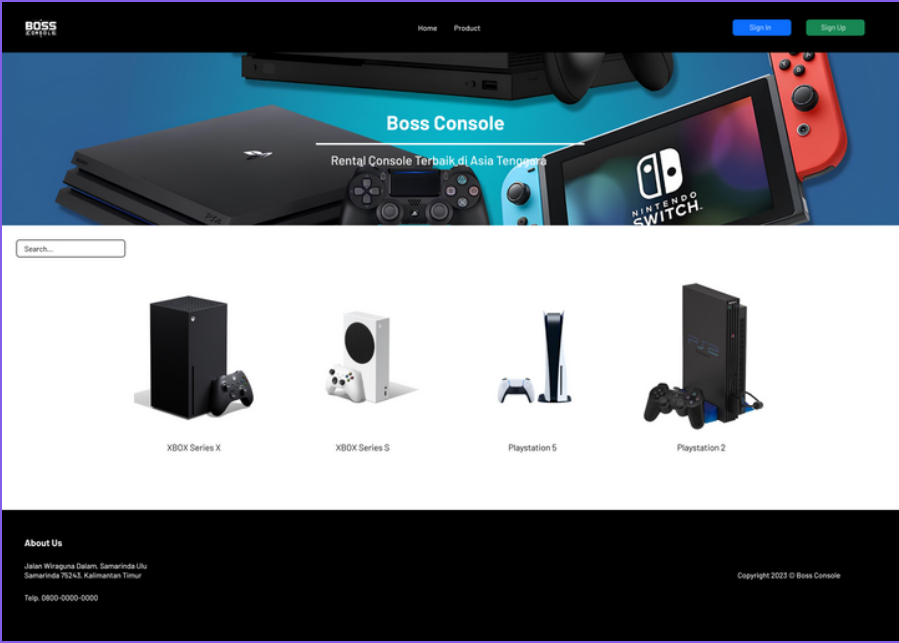 BOSS
CONSOLE
Home
Product
Sign In
Sign Up
Boss Console
Rental Console Terbaik di Asia Tenggara
PS4
NINTENDO
SWITCH
Search...
PS2
XBOX Series X
XBOX Series S
Playstation 5
Playstation 2
About Us
Jalan Wiraguna Dalam, Samarinda Ulu
Samarinda 75243, Kalimantan Timur
Telp. 0800-0000-0000
Copyright 2023 © Boss Console